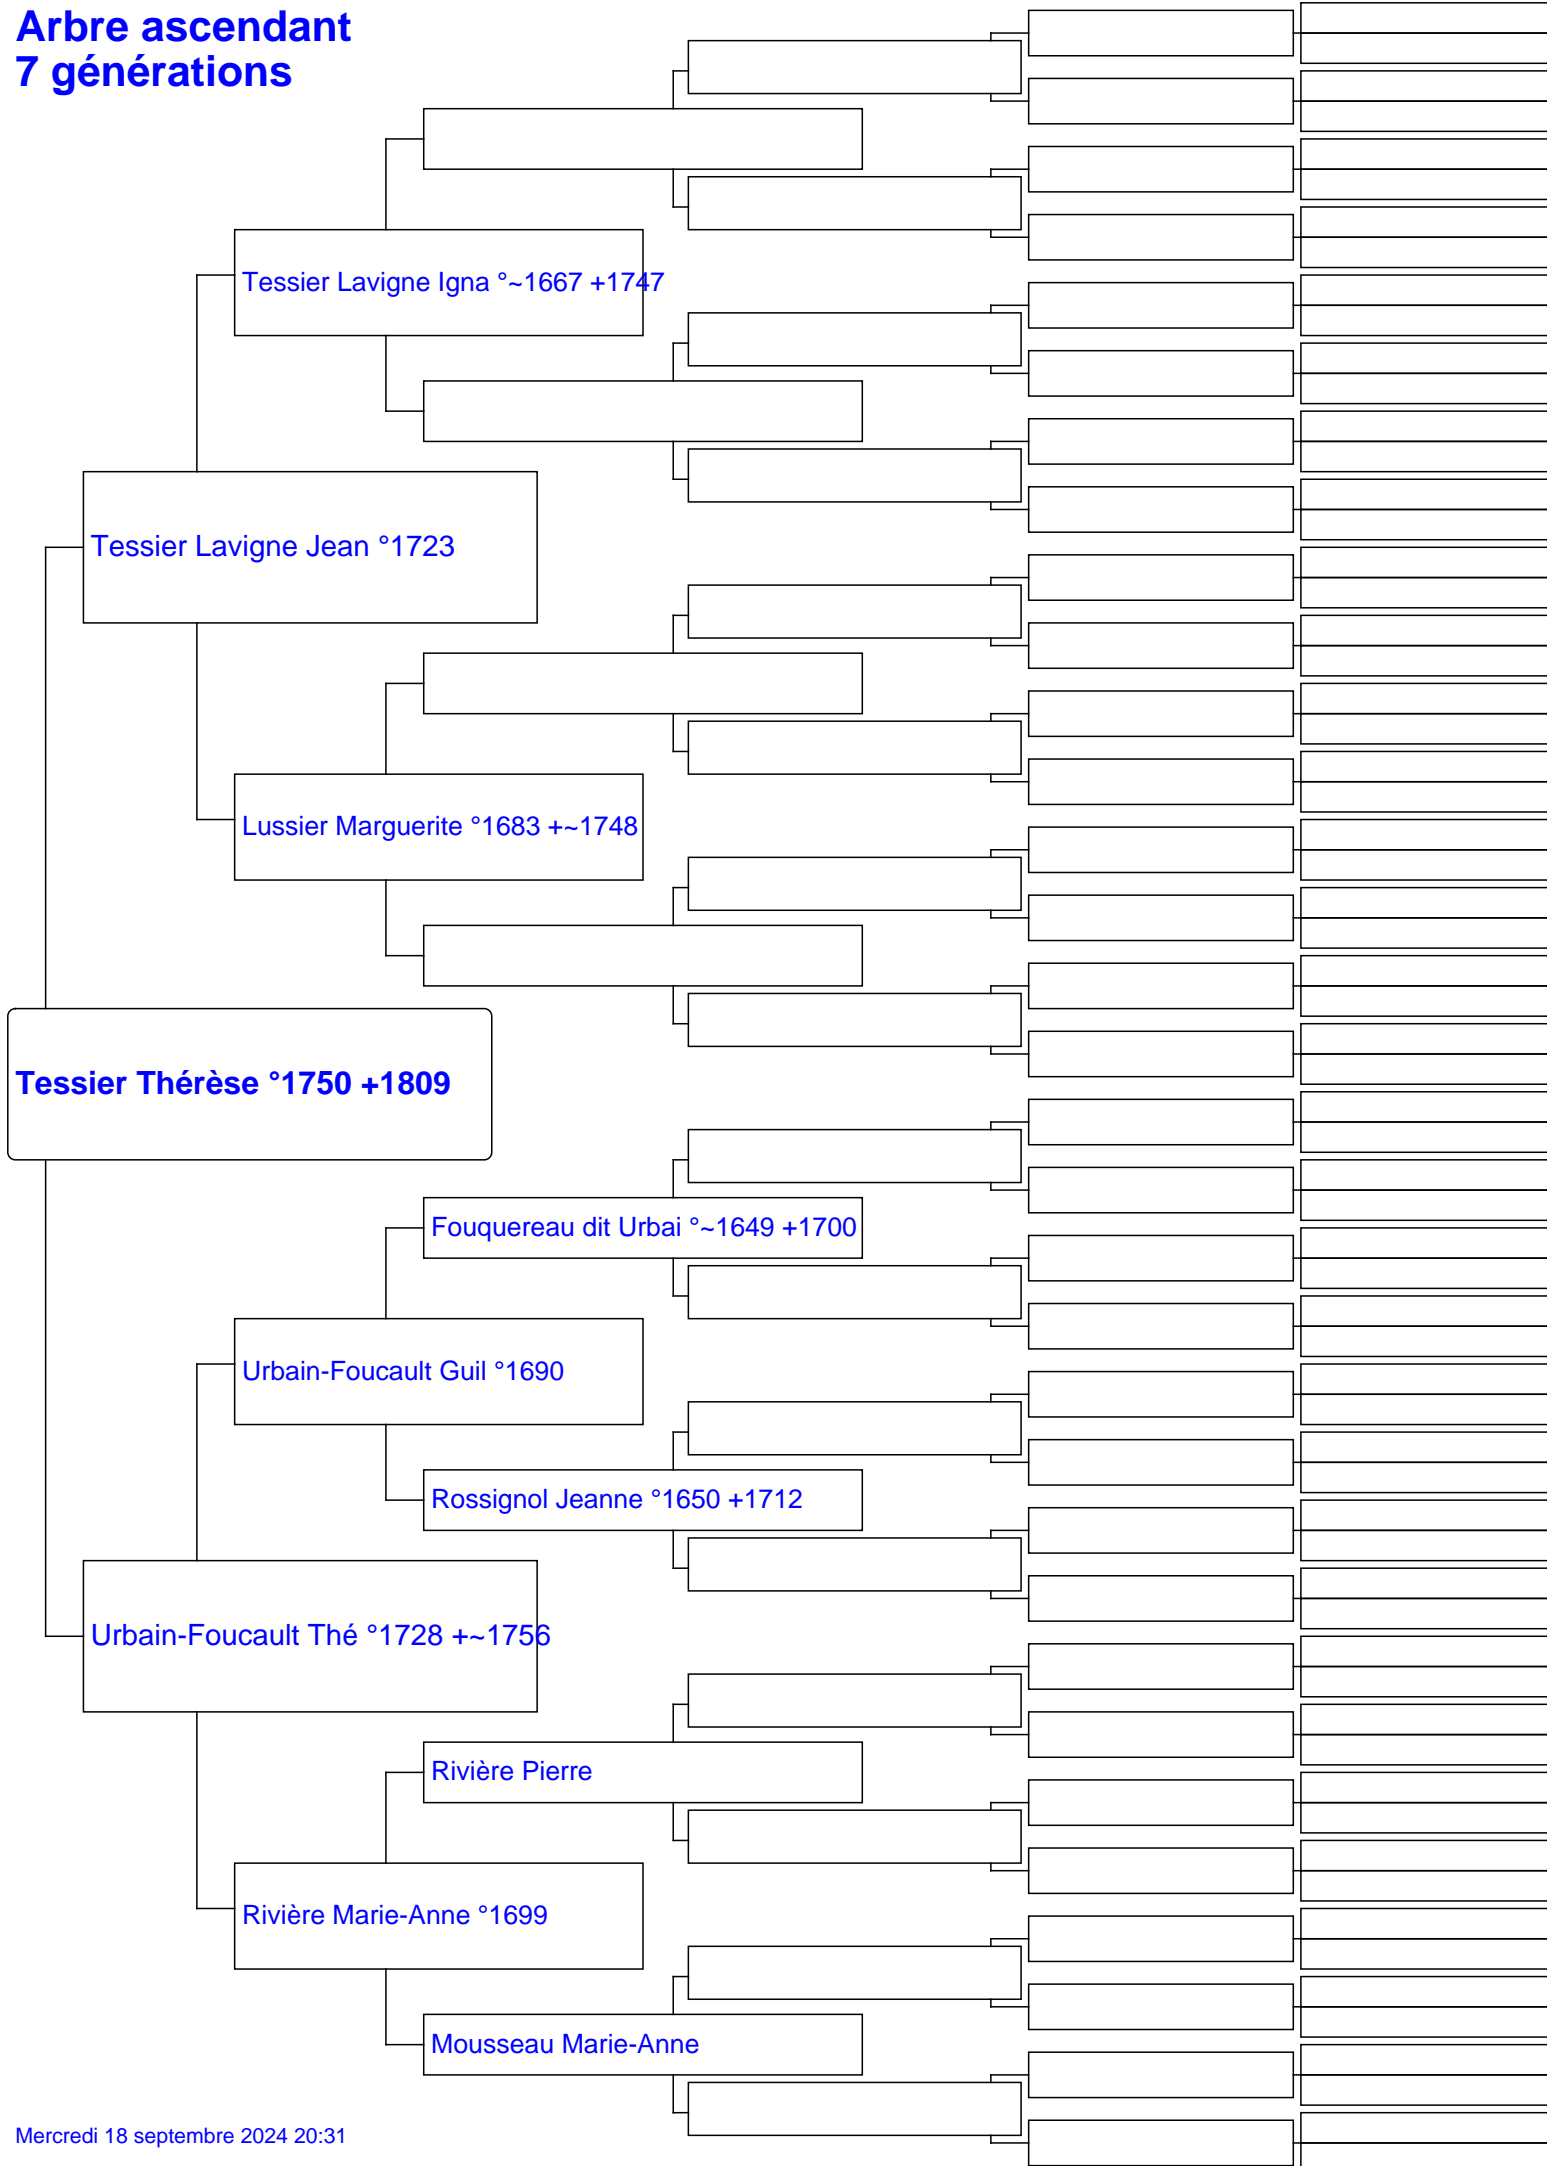 Arbre ascendant
7 générations
Tessier Lavigne Igna °~1667 +1747
Tessier Lavigne Jean °1723
Lussier Marguerite °1683 +~1748
Tessier Thérèse °1750 +1809
Fouquereau dit Urbai °~1649 +1700
Urbain-Foucault Guil °1690
Rossignol Jeanne °1650 +1712
Urbain-Foucault Thé °1728 +~1756
Rivière Pierre
Rivière Marie-Anne °1699
Mousseau Marie-Anne
Mercredi 18 septembre 2024 20:31